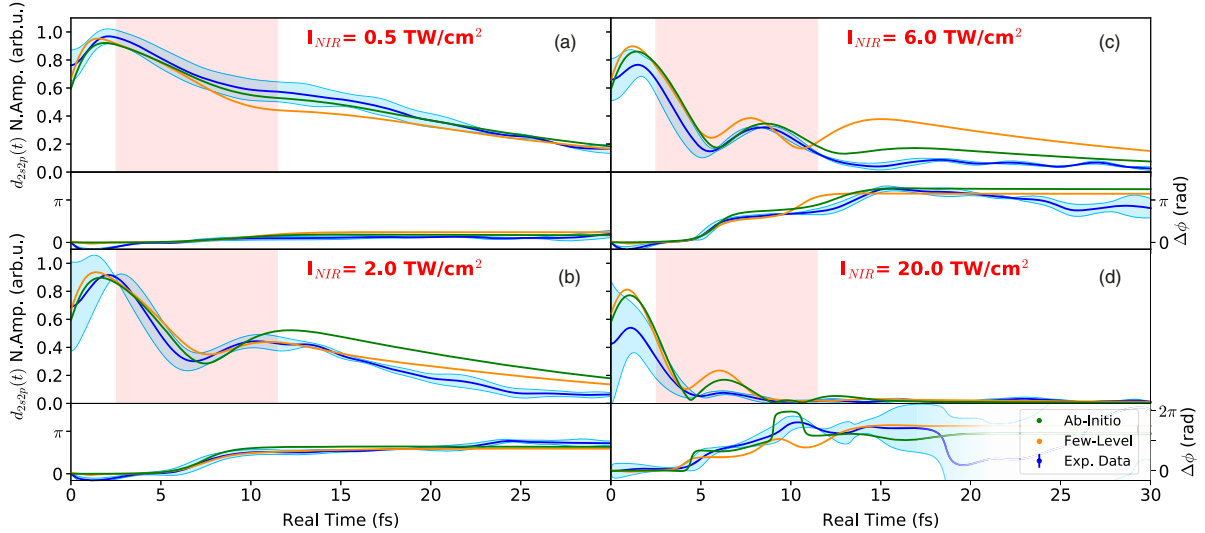 I_NIR = 0.5 TW/cm²
(a)
d_2s2p(t) N.Amp. (arb.u.)
1.0
0.8
0.6
0.4
0.2
0.0
π
0
I_NIR = 6.0 TW/cm²
(c)
π
0
Δϕ (rad)
I_NIR = 2.0 TW/cm²
(b)
d_2s2p(t) N.Amp. (arb.u.)
1.0
0.8
0.6
0.4
0.2
0.0
π
0
0 5 10 15 20 25
Real Time (fs)
I_NIR = 20.0 TW/cm²
(d)
Ab-Initio
Few-Level
Exp. Data
2π
0
Δϕ (rad)
0 5 10 15 20 25 30
Real Time (fs)